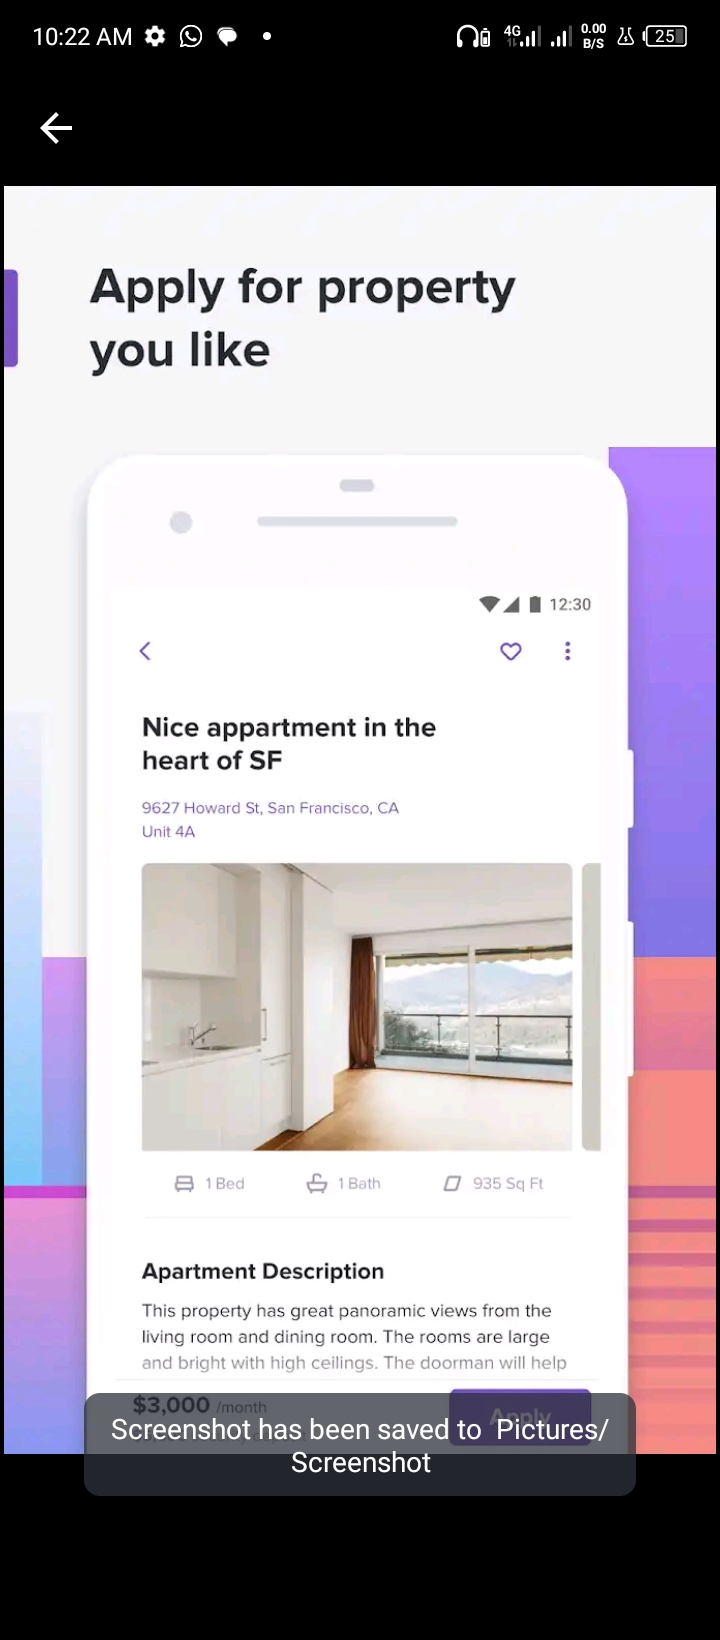 10:22 AM
4G
0.00
B/S
25
Apply for property
you like
12:30
Nice appartment in the
heart of SF
9627 Howard St, San Francisco, CA
Unit 4A
1 Bed
1 Bath
935 Sq Ft
Apartment Description
This property has great panoramic views from the
living room and dining room. The rooms are large
and bright with high ceilings. The doorman will help
$3,000 /month
Apply
Screenshot has been saved to Pictures/
Screenshot